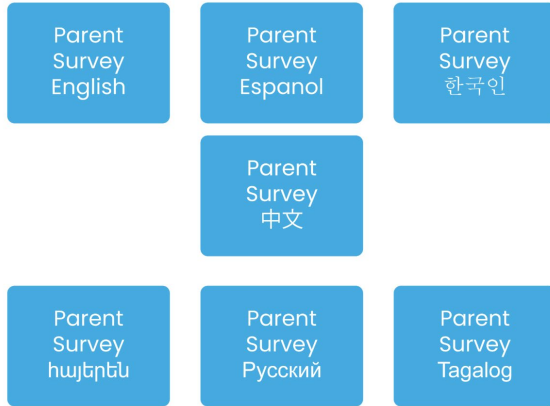 Parent
Survey
English
Parent
Survey
Espanol
Parent
Survey
한국인
Parent
Survey
中文
Parent
Survey
հայերեն
Parent
Survey
Русский
Parent
Survey
Tagalog